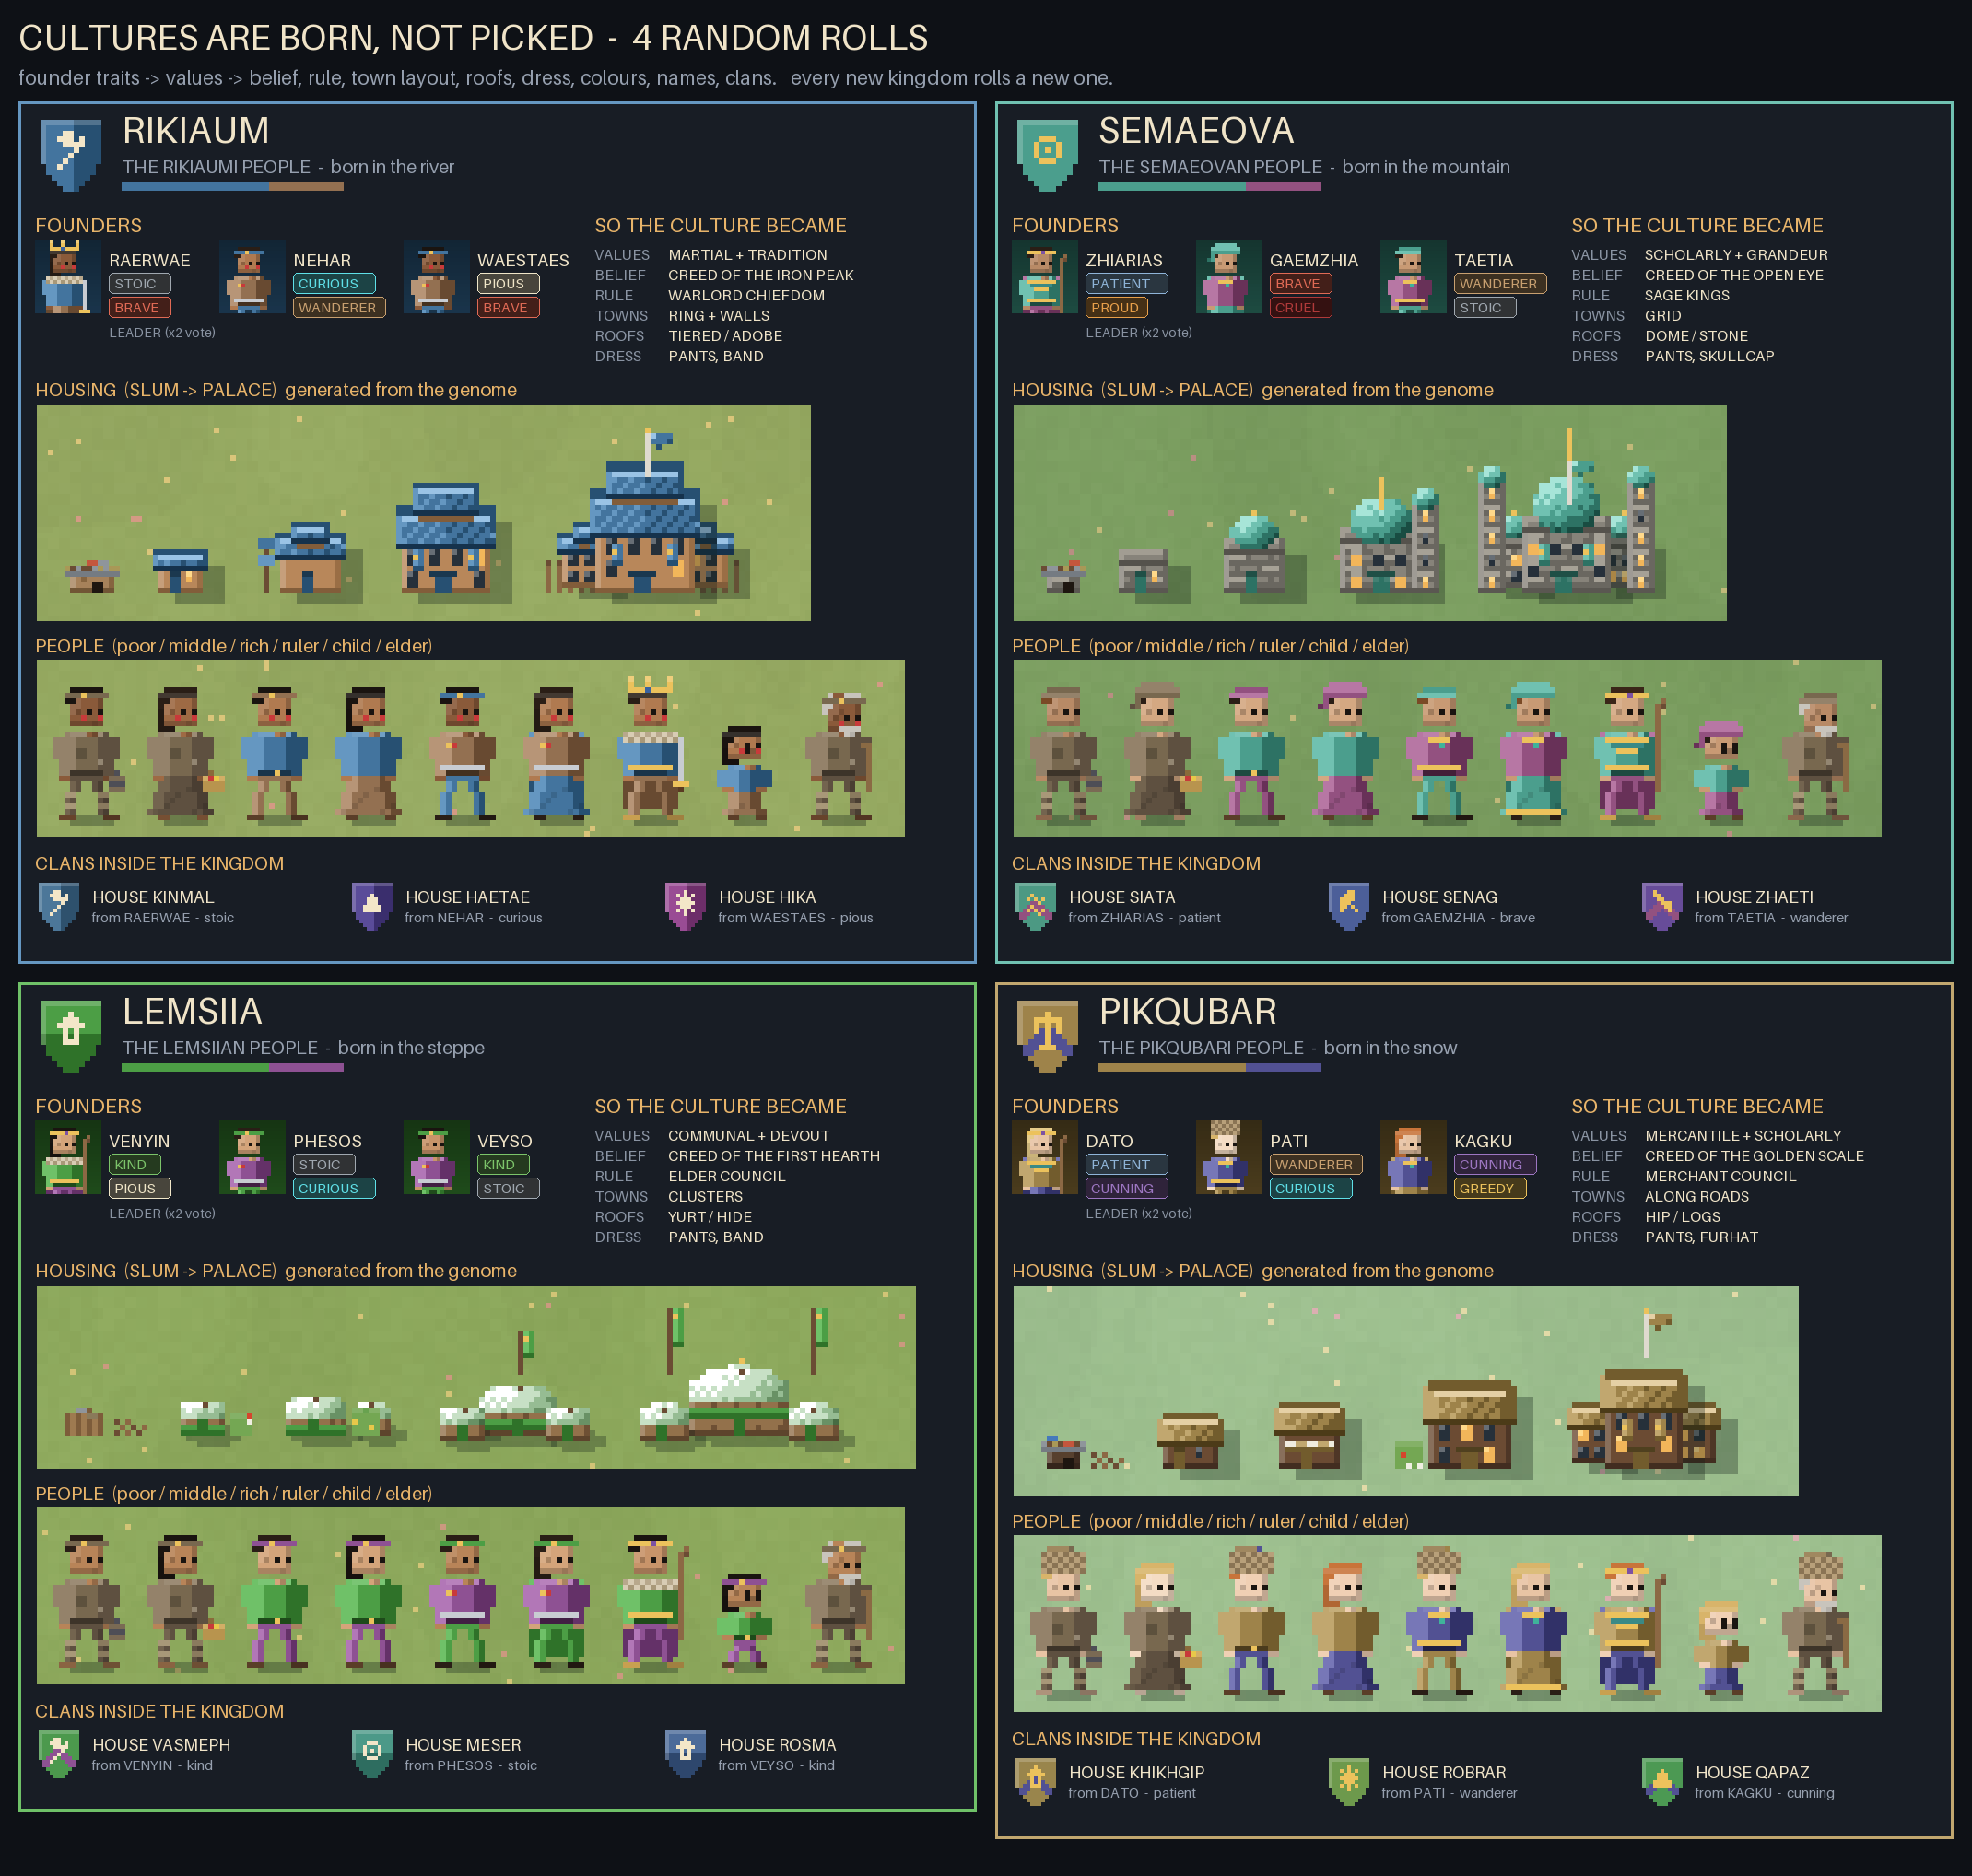 CULTURES ARE BORN, NOT PICKED - 4 RANDOM ROLLS
founder traits -> values -> belief, rule, town layout, roofs, dress, colours, names, clans. every new kingdom rolls a new one.
RIKIAUM
THE RIKIAUMI PEOPLE - born in the river
FOUNDERS
RAERWAE
STOIC
BRAVE
LEADER (x2 vote)
NEHAR
CURIOUS
WANDERER
WAESTAES
PIOUS
BRAVE
SO THE CULTURE BECAME
VALUES MARTIAL + TRADITION
BELIEF CREED OF THE IRON PEAK
RULE WARLORD CHIEFDOM
TOWNS RING + WALLS
ROOFS TIERED / ADOBE
DRESS PANTS, BAND
HOUSING (SLUM -> PALACE) generated from the genome
PEOPLE (poor / middle / rich / ruler / child / elder)
CLANS INSIDE THE KINGDOM
HOUSE KINMAL
from RAERWAE - stoic
HOUSE HAETAE
from NEHAR - curious
HOUSE HIKA
from WAESTAES - pious
SEMAEOVA
THE SEMAEOVAN PEOPLE - born in the mountain
FOUNDERS
ZHIARIAS
PATIENT
PROUD
LEADER (x2 vote)
GAEMZHIA
BRAVE
CRUEL
TAETIA
WANDERER
STOIC
SO THE CULTURE BECAME
VALUES SCHOLARLY + GRANDEUR
BELIEF CREED OF THE OPEN EYE
RULE SAGE KINGS
TOWNS GRID
ROOFS DOME / STONE
DRESS PANTS, SKULLCAP
HOUSING (SLUM -> PALACE) generated from the genome
PEOPLE (poor / middle / rich / ruler / child / elder)
CLANS INSIDE THE KINGDOM
HOUSE SIATA
from ZHIARIAS - patient
HOUSE SENAG
from GAEMZHIA - brave
HOUSE ZHAETI
from TAETIA - wanderer
LEMSIIA
THE LEMSIIAN PEOPLE - born in the steppe
FOUNDERS
VENYIN
KIND
PIOUS
LEADER (x2 vote)
PHESOS
STOIC
CURIOUS
VEYSO
KIND
STOIC
SO THE CULTURE BECAME
VALUES COMMUNAL + DEVOUT
BELIEF CREED OF THE FIRST HEARTH
RULE ELDER COUNCIL
TOWNS CLUSTERS
ROOFS YURT / HIDE
DRESS PANTS, BAND
HOUSING (SLUM -> PALACE) generated from the genome
PEOPLE (poor / middle / rich / ruler / child / elder)
CLANS INSIDE THE KINGDOM
HOUSE VASMEPH
from VENYIN - kind
HOUSE MESER
from PHESOS - stoic
HOUSE ROSMA
from VEYSO - kind
PIKQUBAR
THE PIKQUBARI PEOPLE - born in the snow
FOUNDERS
DATO
PATIENT
CUNNING
LEADER (x2 vote)
PATI
WANDERER
CURIOUS
KAGKU
CUNNING
GREEDY
SO THE CULTURE BECAME
VALUES MERCANTILE + SCHOLARLY
BELIEF CREED OF THE GOLDEN SCALE
RULE MERCHANT COUNCIL
TOWNS ALONG ROADS
ROOFS HIP / LOGS
DRESS PANTS, FURHAT
HOUSING (SLUM -> PALACE) generated from the genome
PEOPLE (poor / middle / rich / ruler / child / elder)
CLANS INSIDE THE KINGDOM
HOUSE KHIKHGIP
from DATO - patient
HOUSE ROBRAR
from PATI - wanderer
HOUSE QAPAZ
from KAGKU - cunning